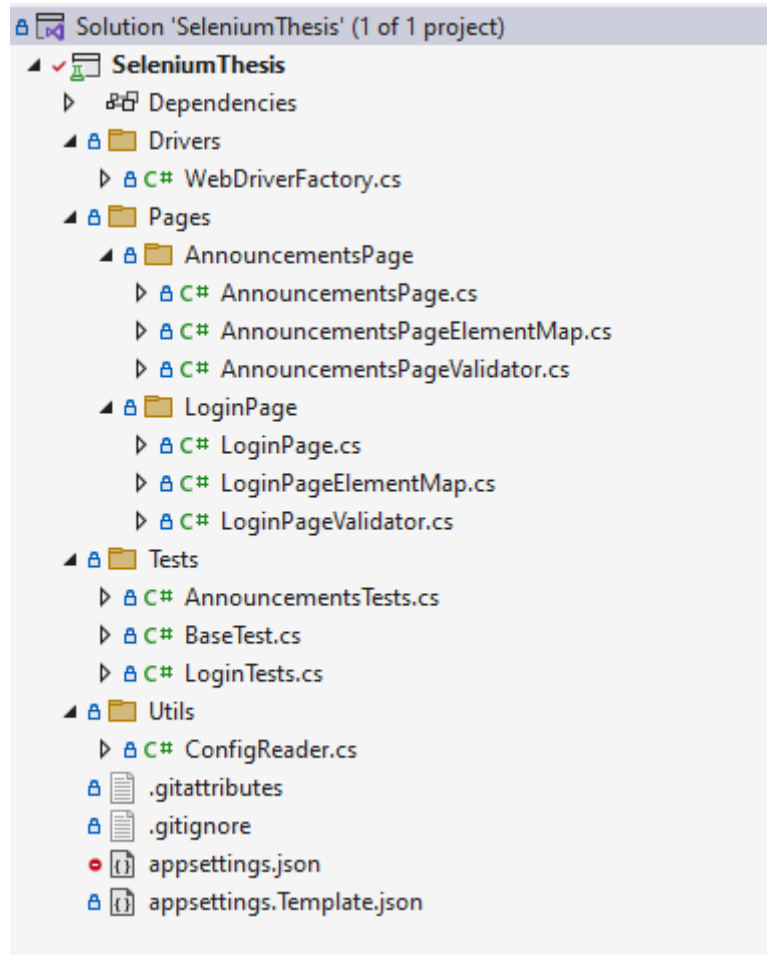 Solution 'SeleniumThesis' (1 of 1 project)
SeleniumThesis
Dependencies
Drivers
C# WebDriverFactory.cs
Pages
AnnouncementsPage
C# AnnouncementsPage.cs
C# AnnouncementsPageElementMap.cs
C# AnnouncementsPageValidator.cs
LoginPage
C# LoginPage.cs
C# LoginPageElementMap.cs
C# LoginPageValidator.cs
Tests
C# AnnouncementsTests.cs
C# BaseTest.cs
C# LoginTests.cs
Utils
C# ConfigReader.cs
.gitattributes
.gitignore
appsettings.json
appsettings.Template.json